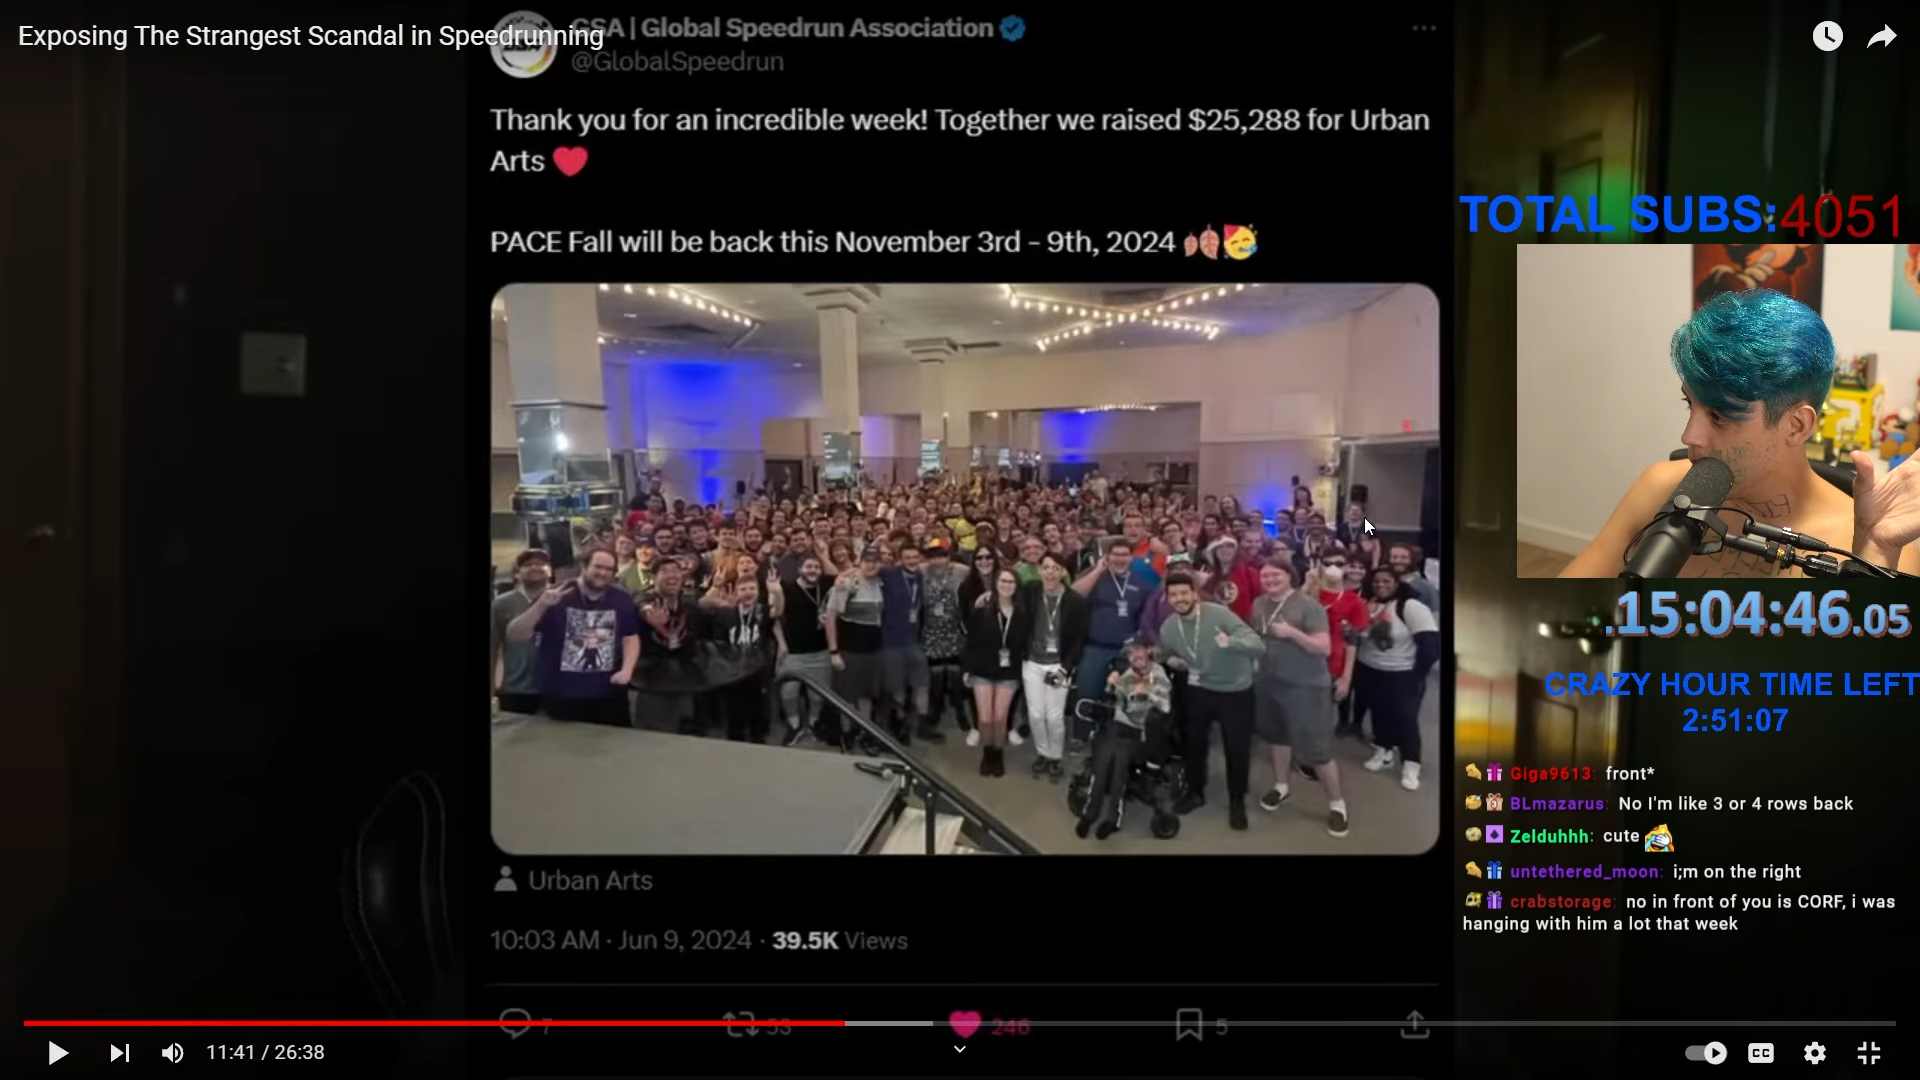 Exposing The Strangest Scandal in Speedrunning
GSA | Global Speedrun Association
@GlobalSpeedrun
Thank you for an incredible week! Together we raised $25,288 for Urban
Arts
PACE Fall will be back this November 3rd - 9th, 2024
Urban Arts
10:03 AM · Jun 9, 2024 · 39.5K Views
7
53
246
5
11:41 / 26:38
CC
TOTAL SUBS:4051
.15:04:46.05
CRAZY HOUR TIME LEFT
2:51:07
Giga9613: front*
BLmazarus: No I'm like 3 or 4 rows back
Zelduhhh: cute
untethered_moon: i;m on the right
crabstorage: no in front of you is CORF, i was
hanging with him a lot that week